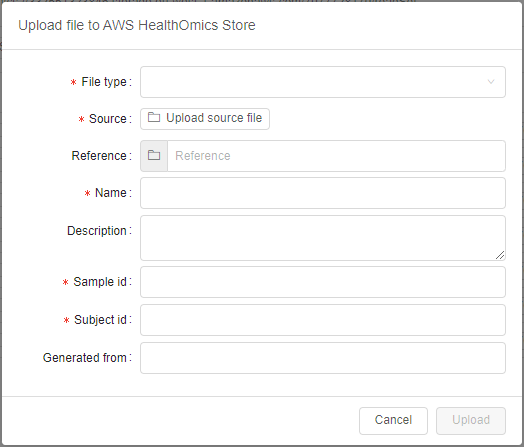 Upload file to AWS HealthOmics Store
* File type:
* Source: Upload source file
Reference: Reference
* Name:
Description:
* Sample id:
* Subject id:
Generated from:
Cancel Upload